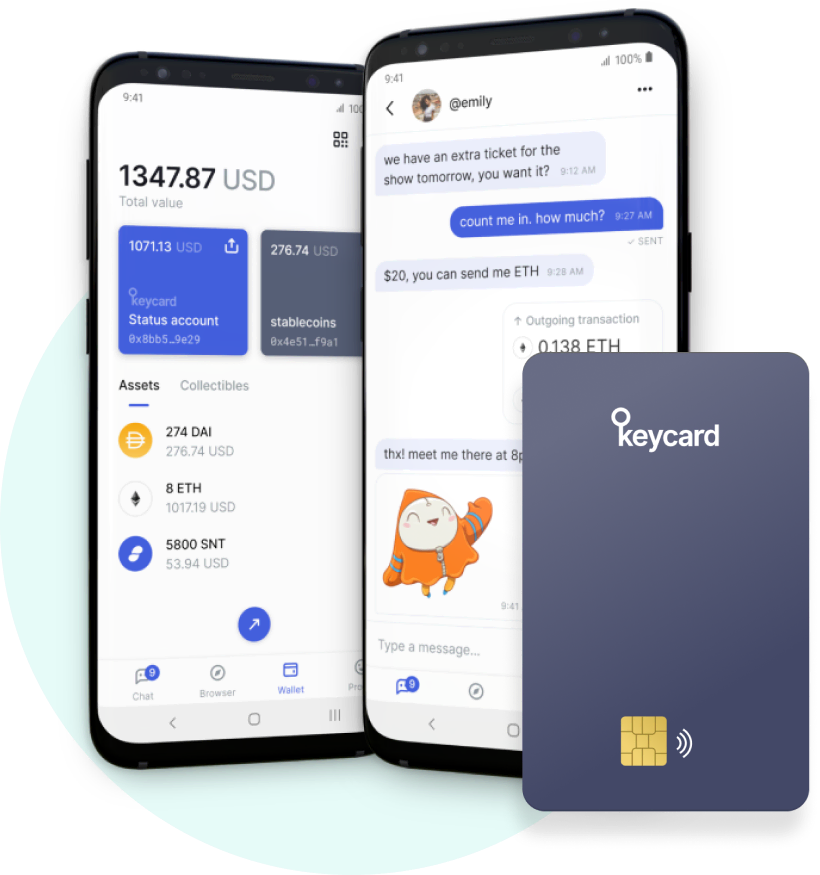 9:41
100
1347.87 USD
Total value
1071.13 USD
keycard
Status account
0x8bb5_9e29
276.74 USD
stablecoins
0x4e51_f9a1
Assets Collectibles
274 DAI
276.74 USD
8 ETH
1017.19 USD
5800 SNT
53.94 USD
9
Chat
Browser
Wallet
Pro
9:41
100%
@emily
we have an extra ticket for the
show tomorrow, you want it? 9:12 AM
count me in. how much? 9:27 AM
✓ SENT
$20, you can send me ETH 9:28 AM
↑ Outgoing transaction
0.138 ETH
thx! meet me there at 8p
9:41
Type a message...
9
keycard